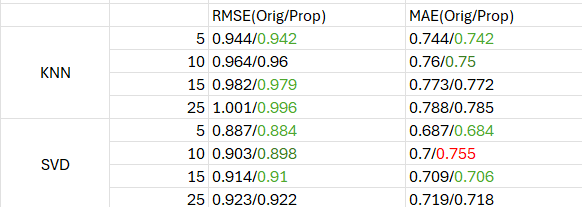 RMSE(Orig/Prop) MAE(Orig/Prop)
KNN
5 0.944/0.942 0.744/0.742
10 0.964/0.96 0.76/0.75
15 0.982/0.979 0.773/0.772
25 1.001/0.996 0.788/0.785
SVD
5 0.887/0.884 0.687/0.684
10 0.903/0.898 0.7/0.755
15 0.914/0.91 0.709/0.706
25 0.923/0.922 0.719/0.718